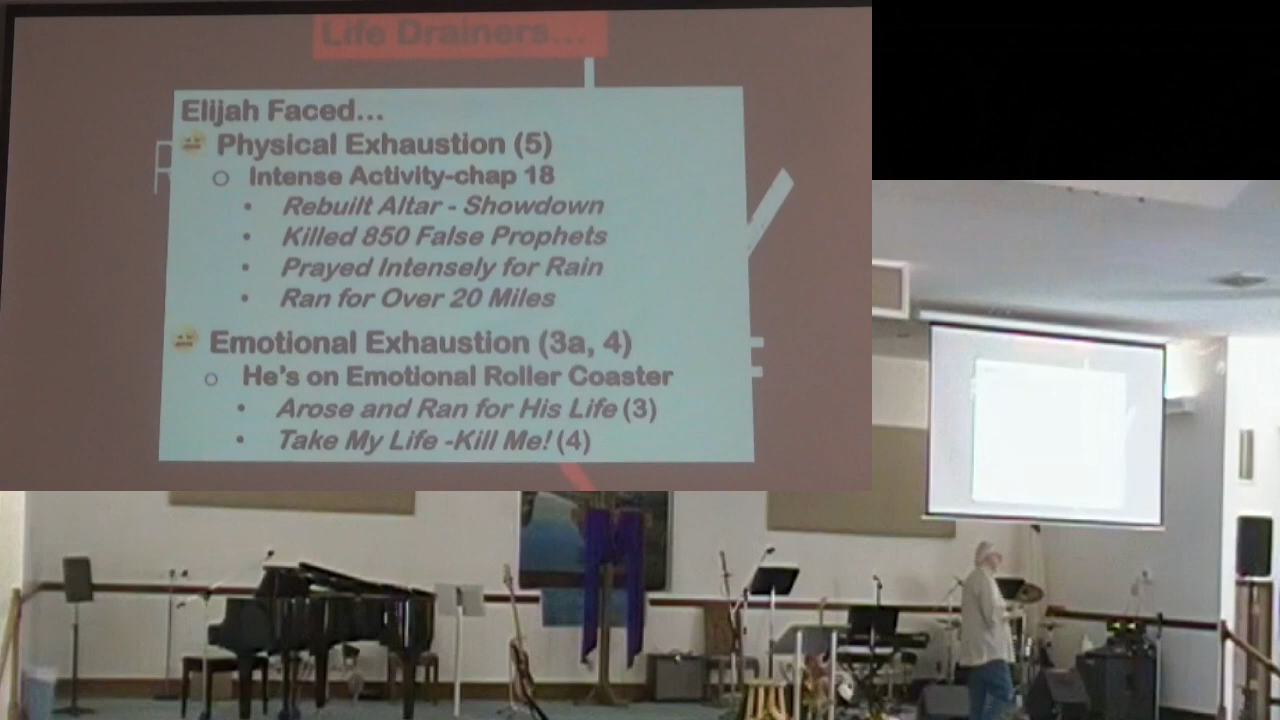 Life Drainers...
Elijah Faced...
Physical Exhaustion (5)
Intense Activity-chap 18
Rebuilt Altar - Showdown
Killed 850 False Prophets
Prayed Intensely for Rain
Ran for Over 20 Miles
Emotional Exhaustion (3a, 4)
He's on Emotional Roller Coaster
Arose and Ran for His Life (3)
Take My Life -Kill Me! (4)